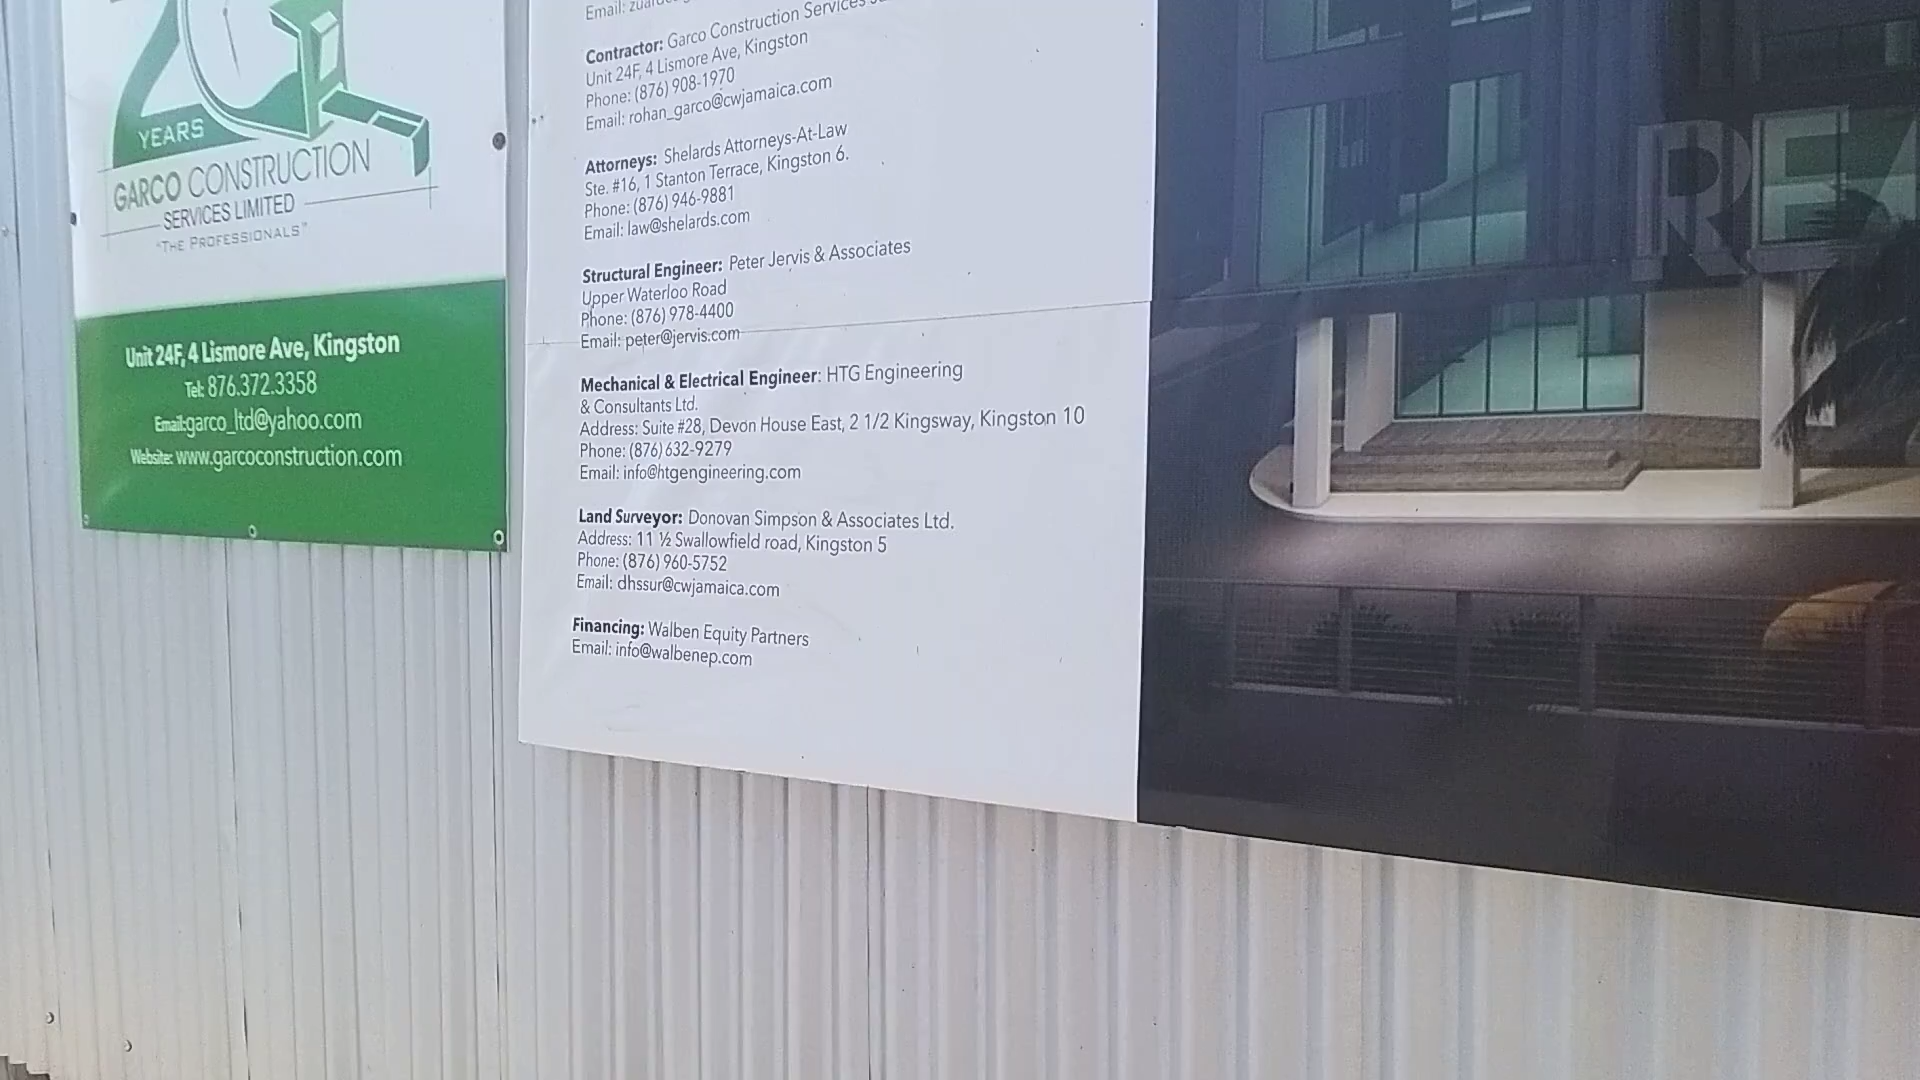 YEARS
GARCO CONSTRUCTION
SERVICES LIMITED
"THE PROFESSIONALS"
Unit 24F, 4 Lismore Ave, Kingston
Tel: 876.372.3358
Email:garco_ltd@yahoo.com
Website: www.garcoconstruction.com
Email:
Contractor: Garco Construction Services
Unit 24F, 4 Lismore Ave, Kingston
Phone: (876) 908-1970
Email: rohan_garco@cwjamaica.com
Attorneys: Shelards Attorneys-At-Law
Ste. #16, 1 Stanton Terrace, Kingston 6.
Phone: (876) 946-9881
Email: law@shelards.com
Structural Engineer: Peter Jervis & Associates
Upper Waterloo Road
Phone: (876) 978-4400
Email: peter@jervis.com
Mechanical & Electrical Engineer: HTG Engineering
& Consultants Ltd.
Address: Suite #28, Devon House East, 2 1/2 Kingsway, Kingston 10
Phone: (876) 632-9279
Email: info@htgengineering.com
Land Surveyor: Donovan Simpson & Associates Ltd.
Address: 11 ½ Swallowfield road, Kingston 5
Phone: (876) 960-5752
Email: dhssur@cwjamaica.com
Financing: Walben Equity Partners
Email: info@walbenep.com